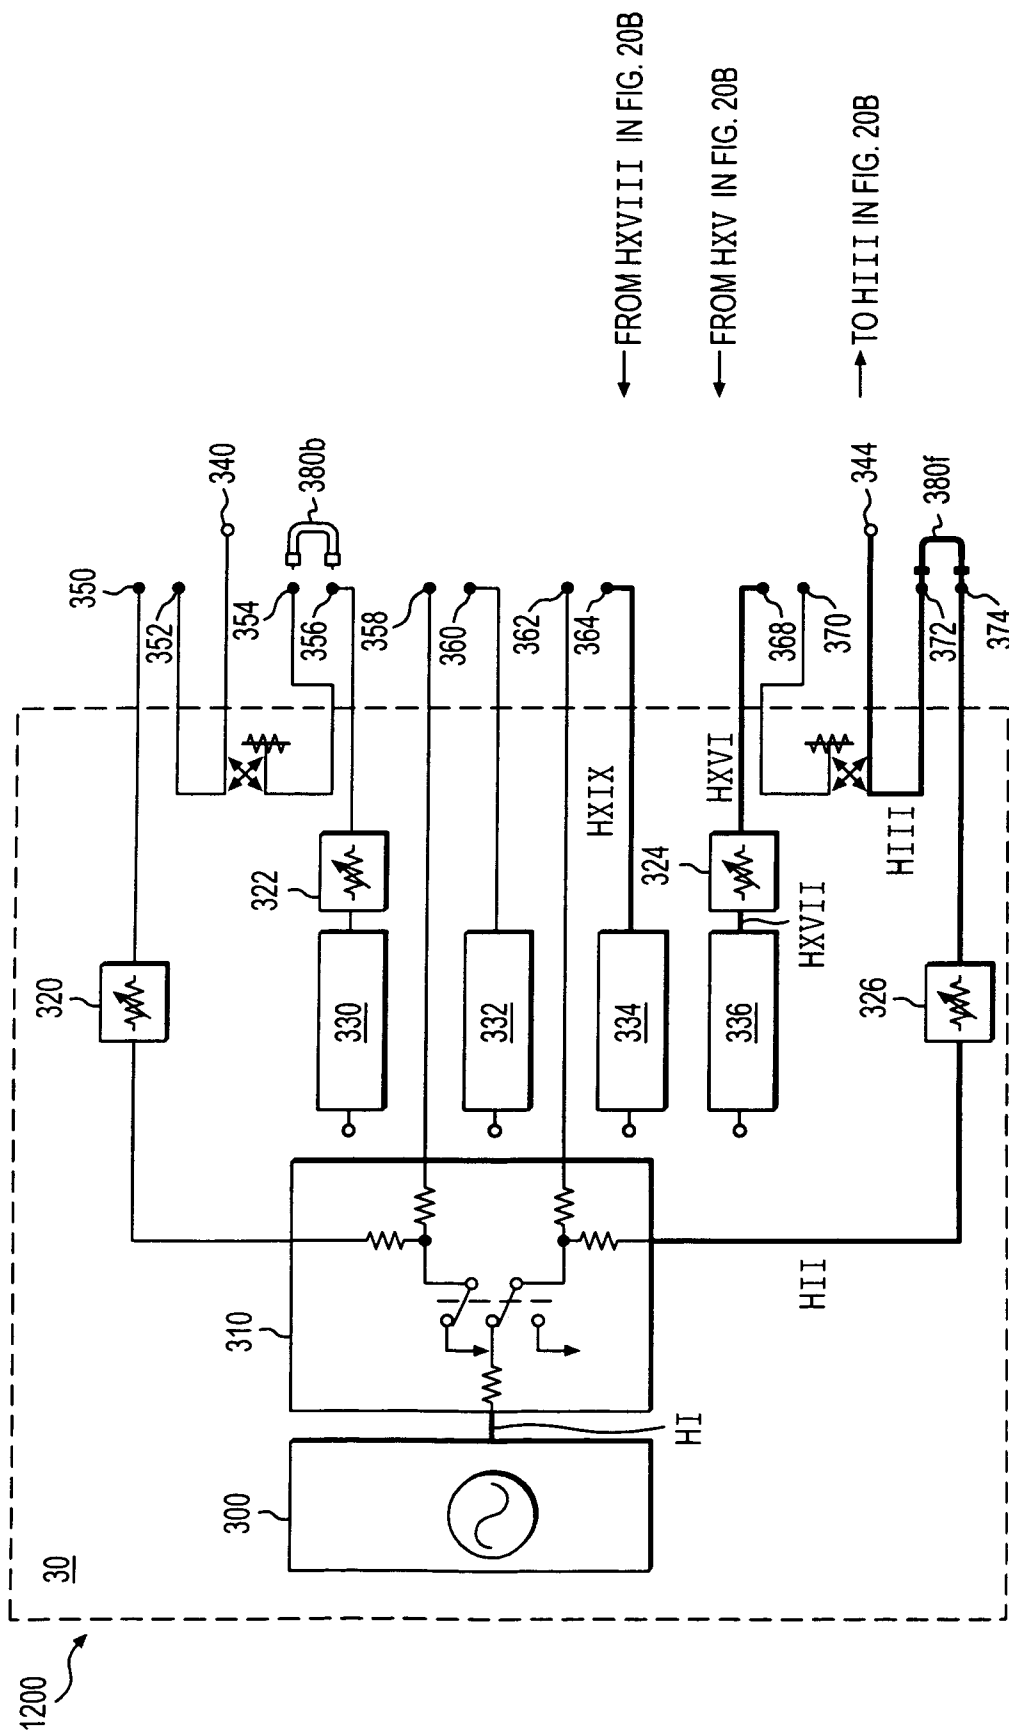 1200
30
300
HI
310
HII
320
322
330
332
334
336
324
326
HXVII
HXIX
HXVI
HIII
350
352
340
354
356
380b
358
360
362
364
368
370
344
372
374
380f
FROM HXVIII IN FIG. 20B
FROM HXV IN FIG. 20B
TO HIII IN FIG. 20B